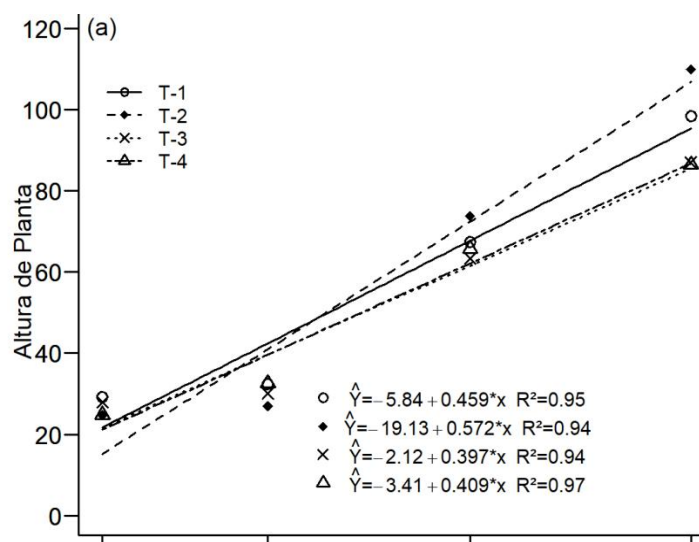 (a)
120
100
80
60
40
20
0
Altura de Planta
T-1
T-2
T-3
T-4
Ŷ=−5.84+0.459*x R²=0.95
Ŷ=−19.13+0.572*x R²=0.94
Ŷ=−2.12+0.397*x R²=0.94
Ŷ=−3.41+0.409*x R²=0.97